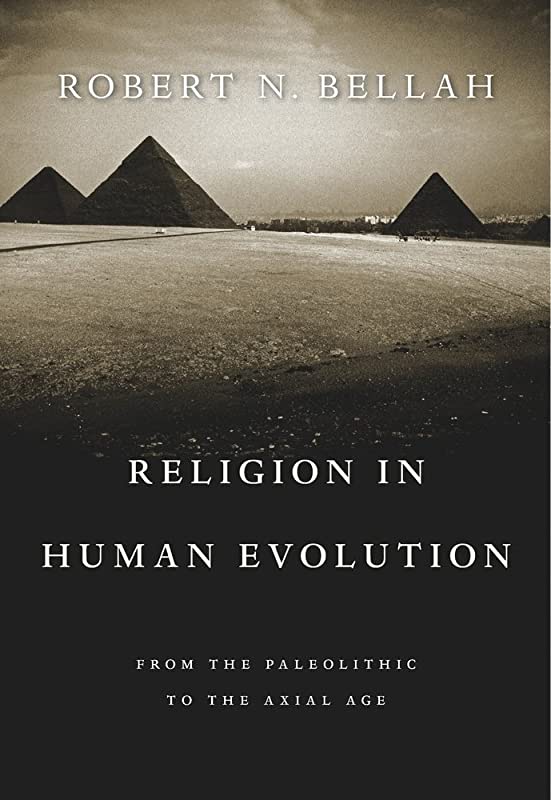 ROBERT N. BELLAH
RELIGION IN
HUMAN EVOLUTION
FROM THE PALEOLITHIC
TO THE AXIAL AGE